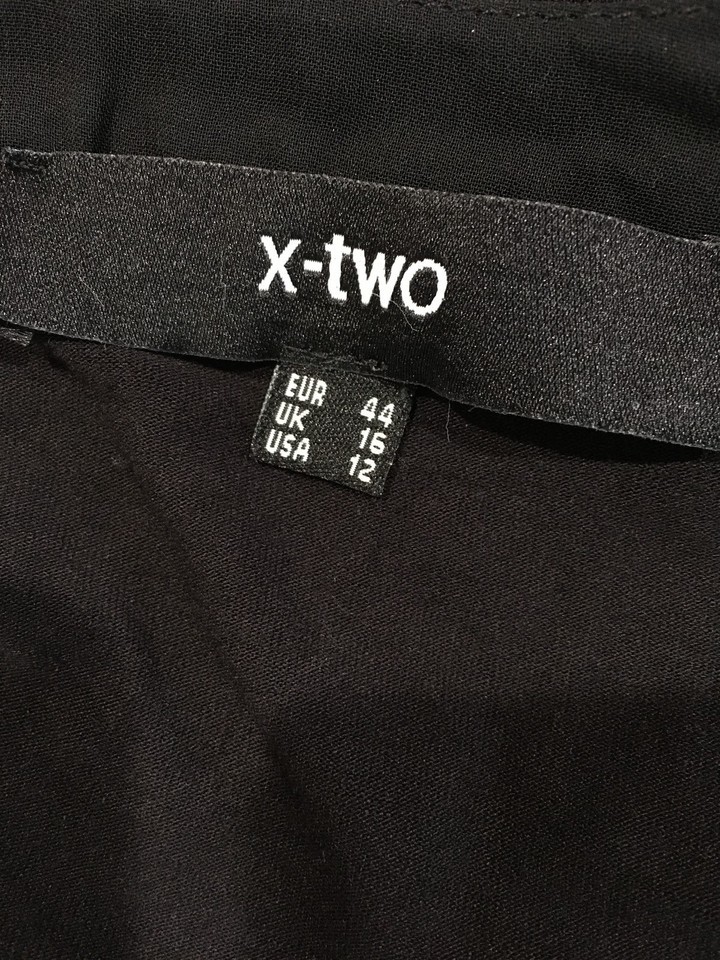 x-two
EUR 44
UK 16
USA 12